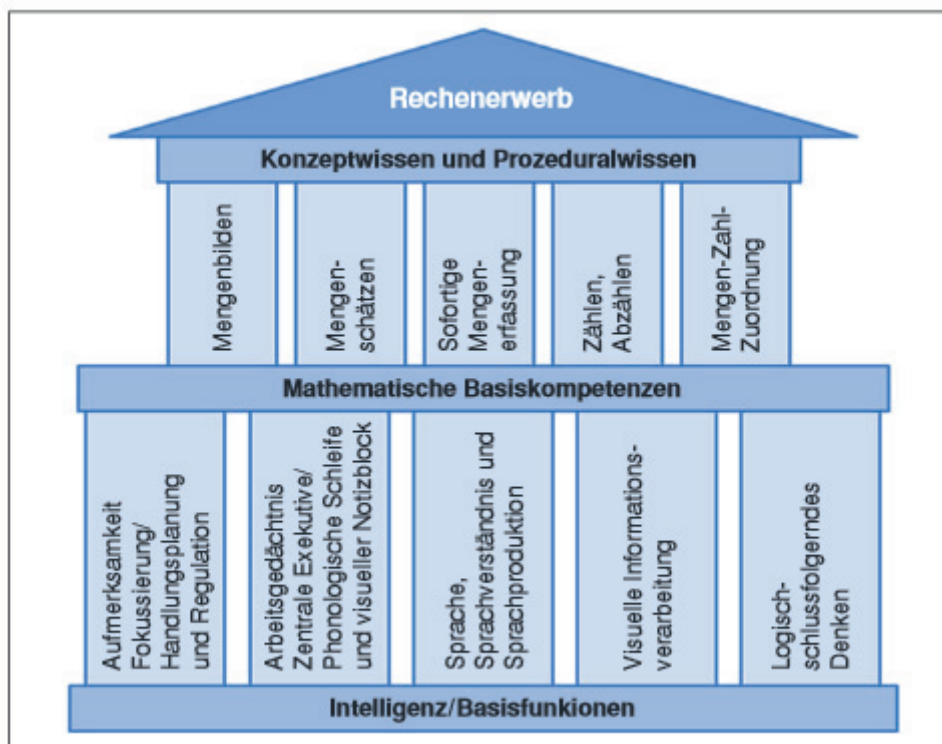 Rechenerwerb
Konzeptwissen und Prozeduralwissen
Mengenbilden
Mengen-
schätzen
Sofortige
Mengen-
erfassung
Zählen,
Abzählen
Mengen-Zahl-
Zuordnung
Mathematische Basiskompetenzen
Aufmerksamkeit
Fokussierung/
Handlungsplanung
und Regulation
Arbeitsgedächtnis
Zentrale Exekutive/
Phonologische Schleife
und visueller Notizblock
Sprache,
Sprachverständnis und
Sprachproduktion
Visuelle Informations-
verarbeitung
Logisch-
schlussfolgerndes
Denken
Intelligenz/Basisfunkionen